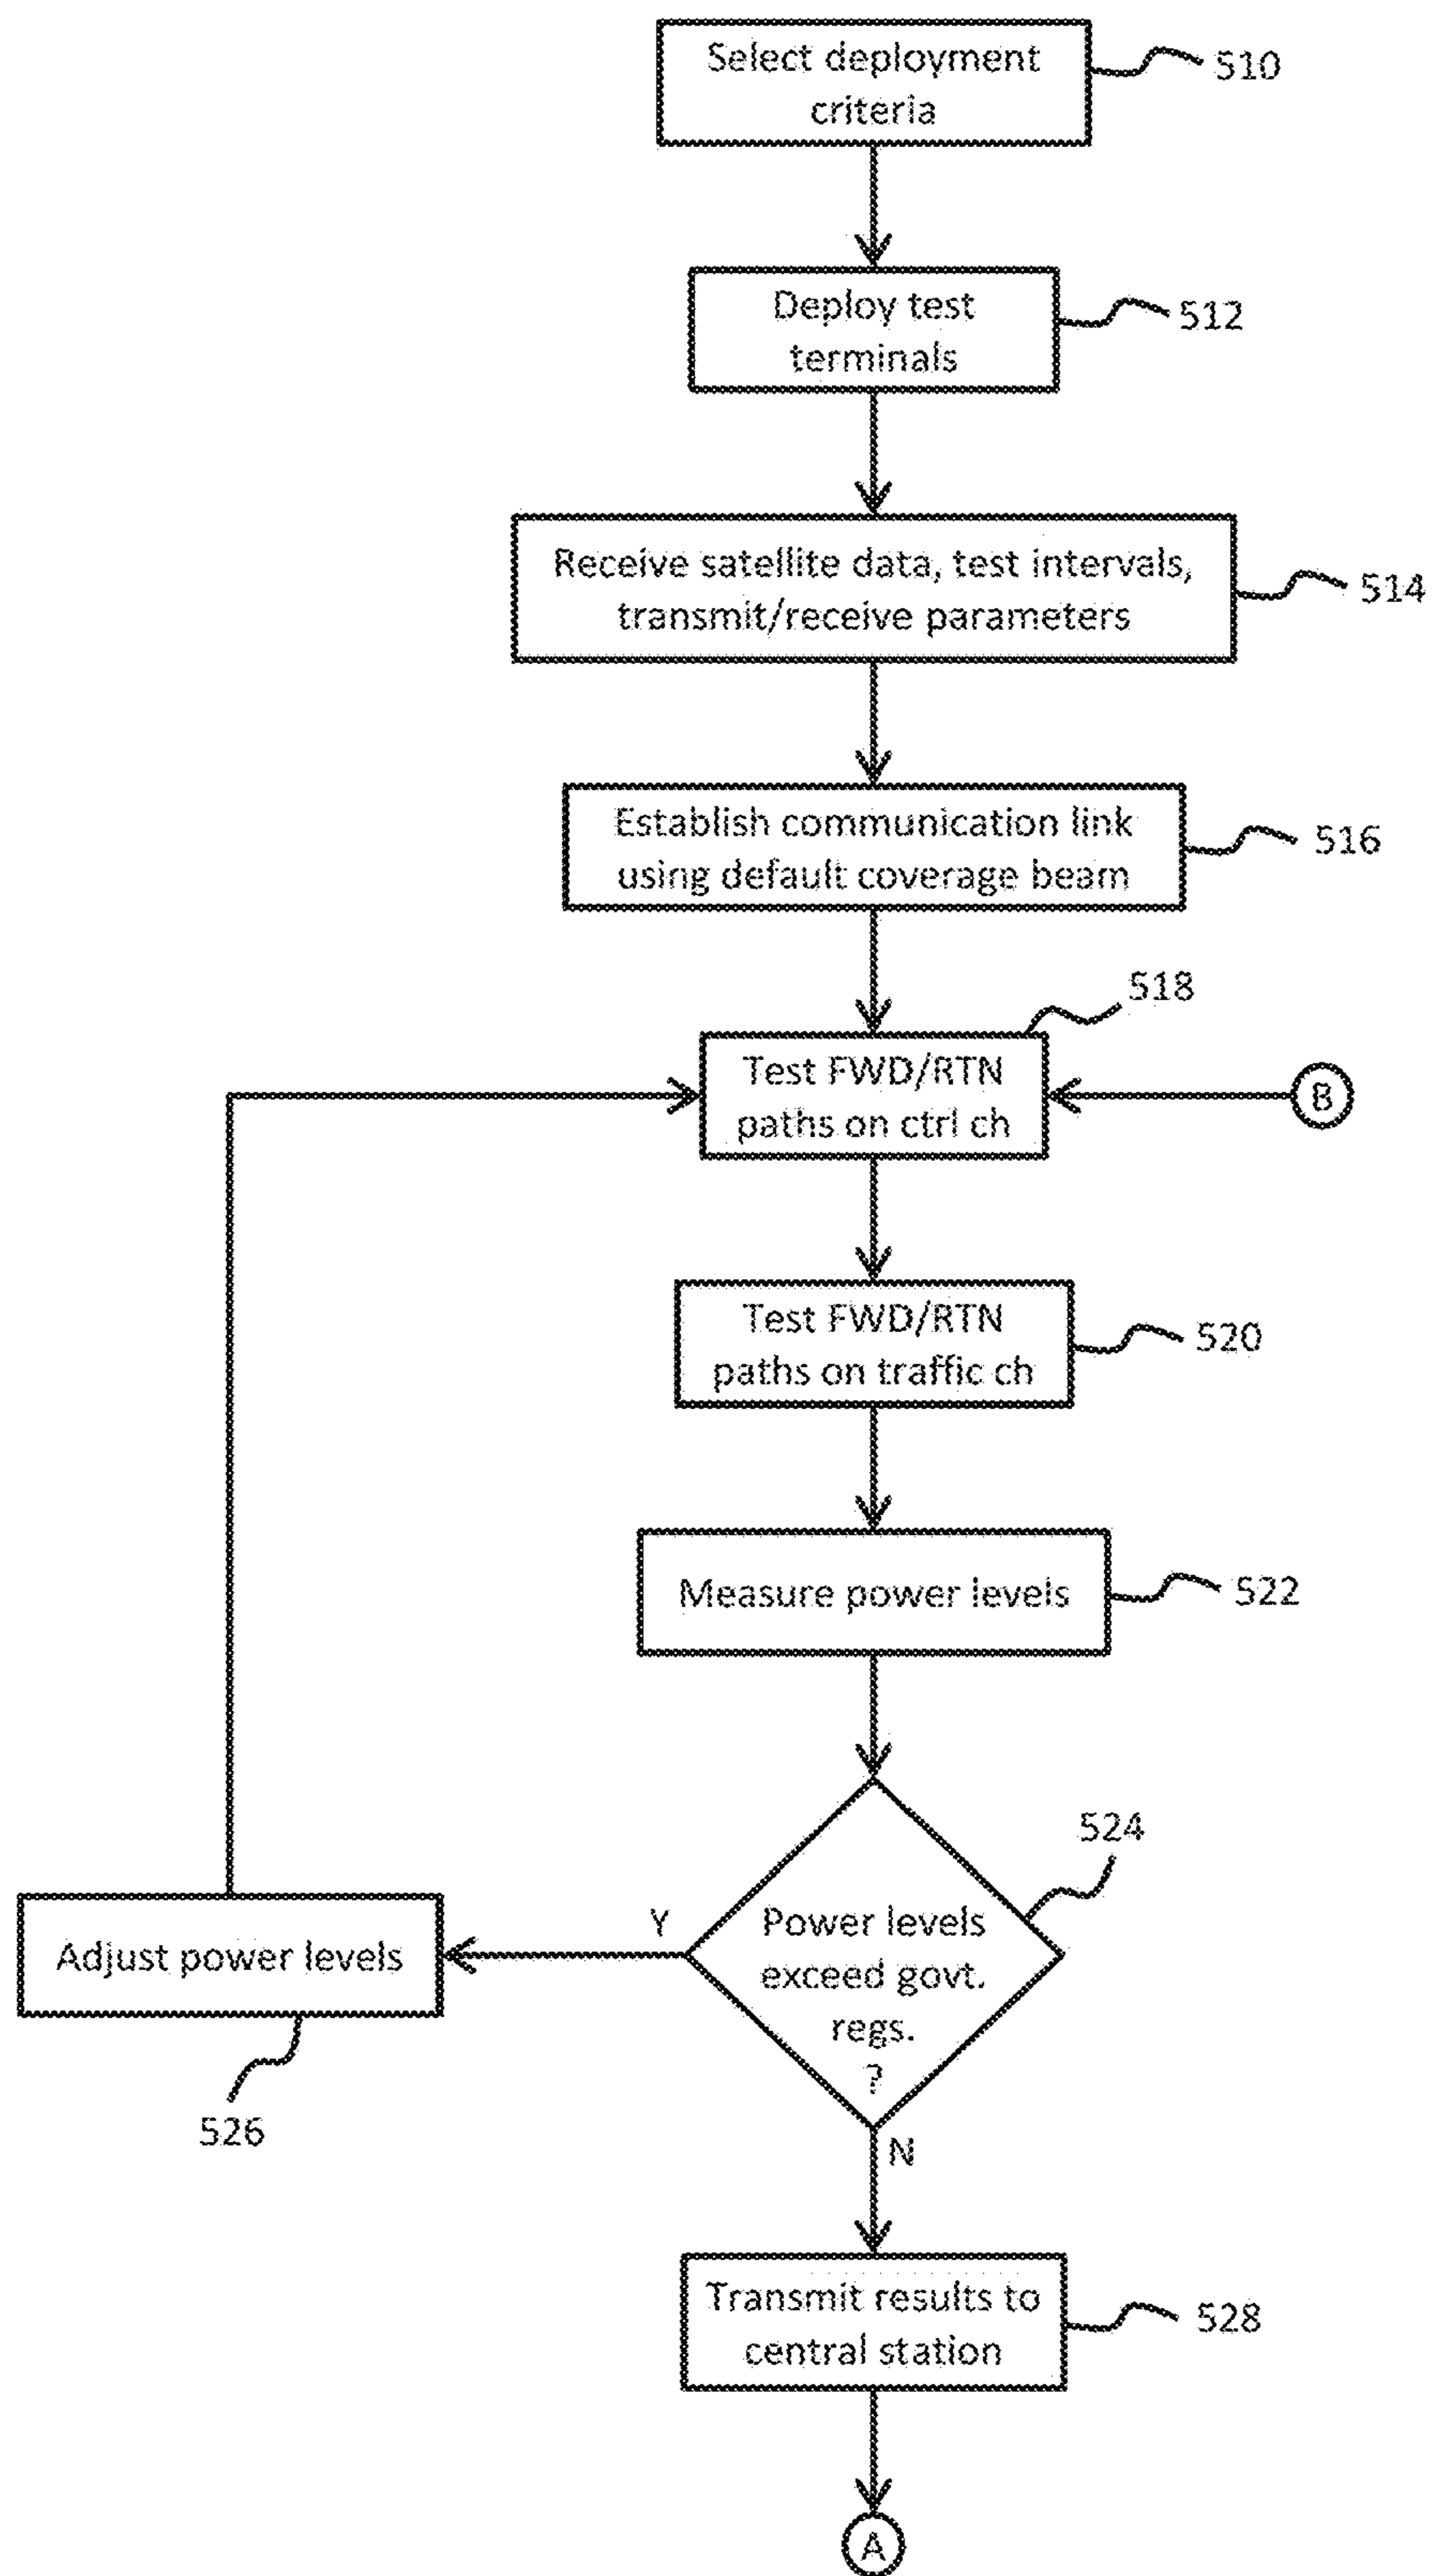 Select deployment
criteria
510
Deploy test
terminals
512
Receive satellite data, test intervals,
transmit/receive parameters
514
Establish communication link
using default coverage beam
516
518
Test FWD/RTN
paths on ctrl ch
B
Test FWD/RTN
paths on traffic ch
520
Measure power levels
522
524
Power levels
exceed govt.
regs.
?
Y
Adjust power levels
526
N
Transmit results to
central station
528
A